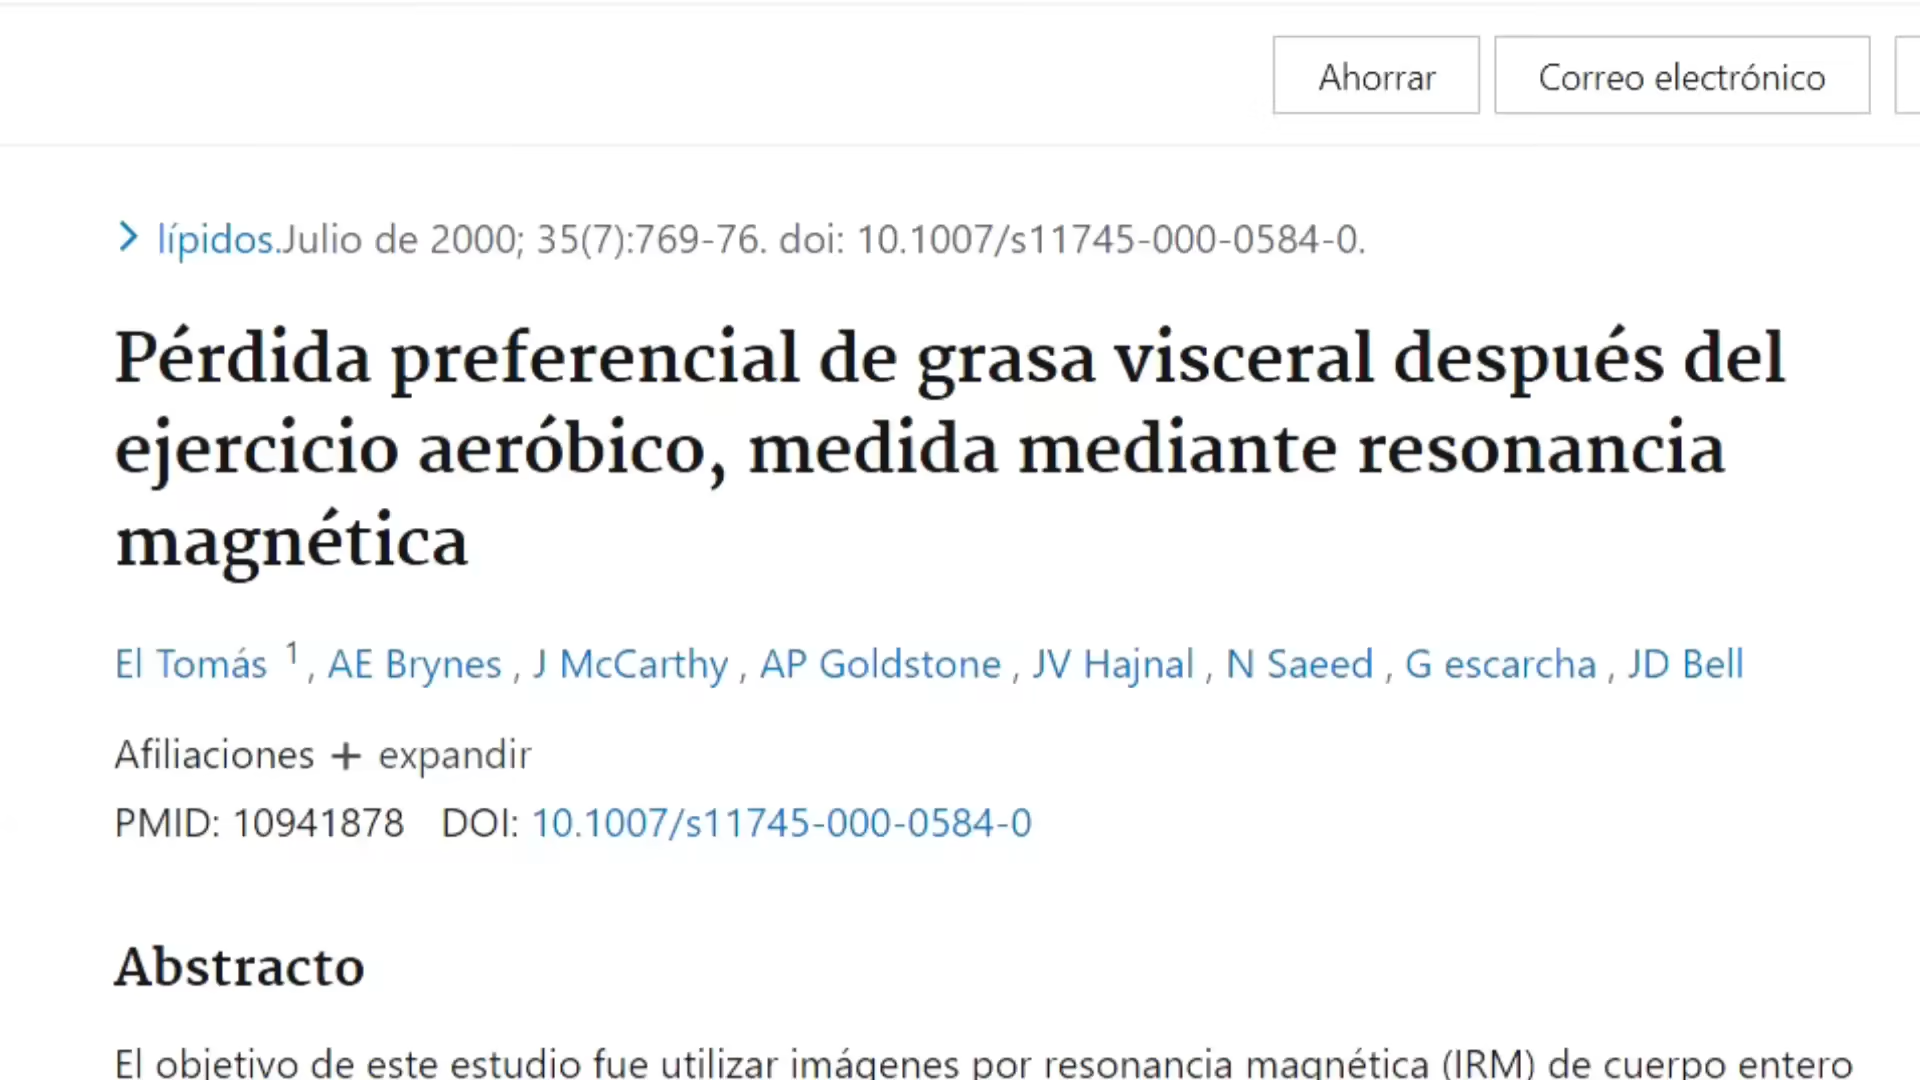 Ahorrar
Correo electrónico
lípidos.Julio de 2000; 35(7):769-76. doi: 10.1007/s11745-000-0584-0.
Pérdida preferencial de grasa visceral después del
ejercicio aeróbico, medida mediante resonancia
magnética
El Tomás 1 , AE Brynes , J McCarthy , AP Goldstone , JV Hajnal , N Saeed , G escarcha , JD Bell
Afiliaciones + expandir
PMID: 10941878 DOI: 10.1007/s11745-000-0584-0
Abstracto
El objetivo de este estudio fue utilizar imágenes por resonancia magnética (IRM) de cuerpo entero